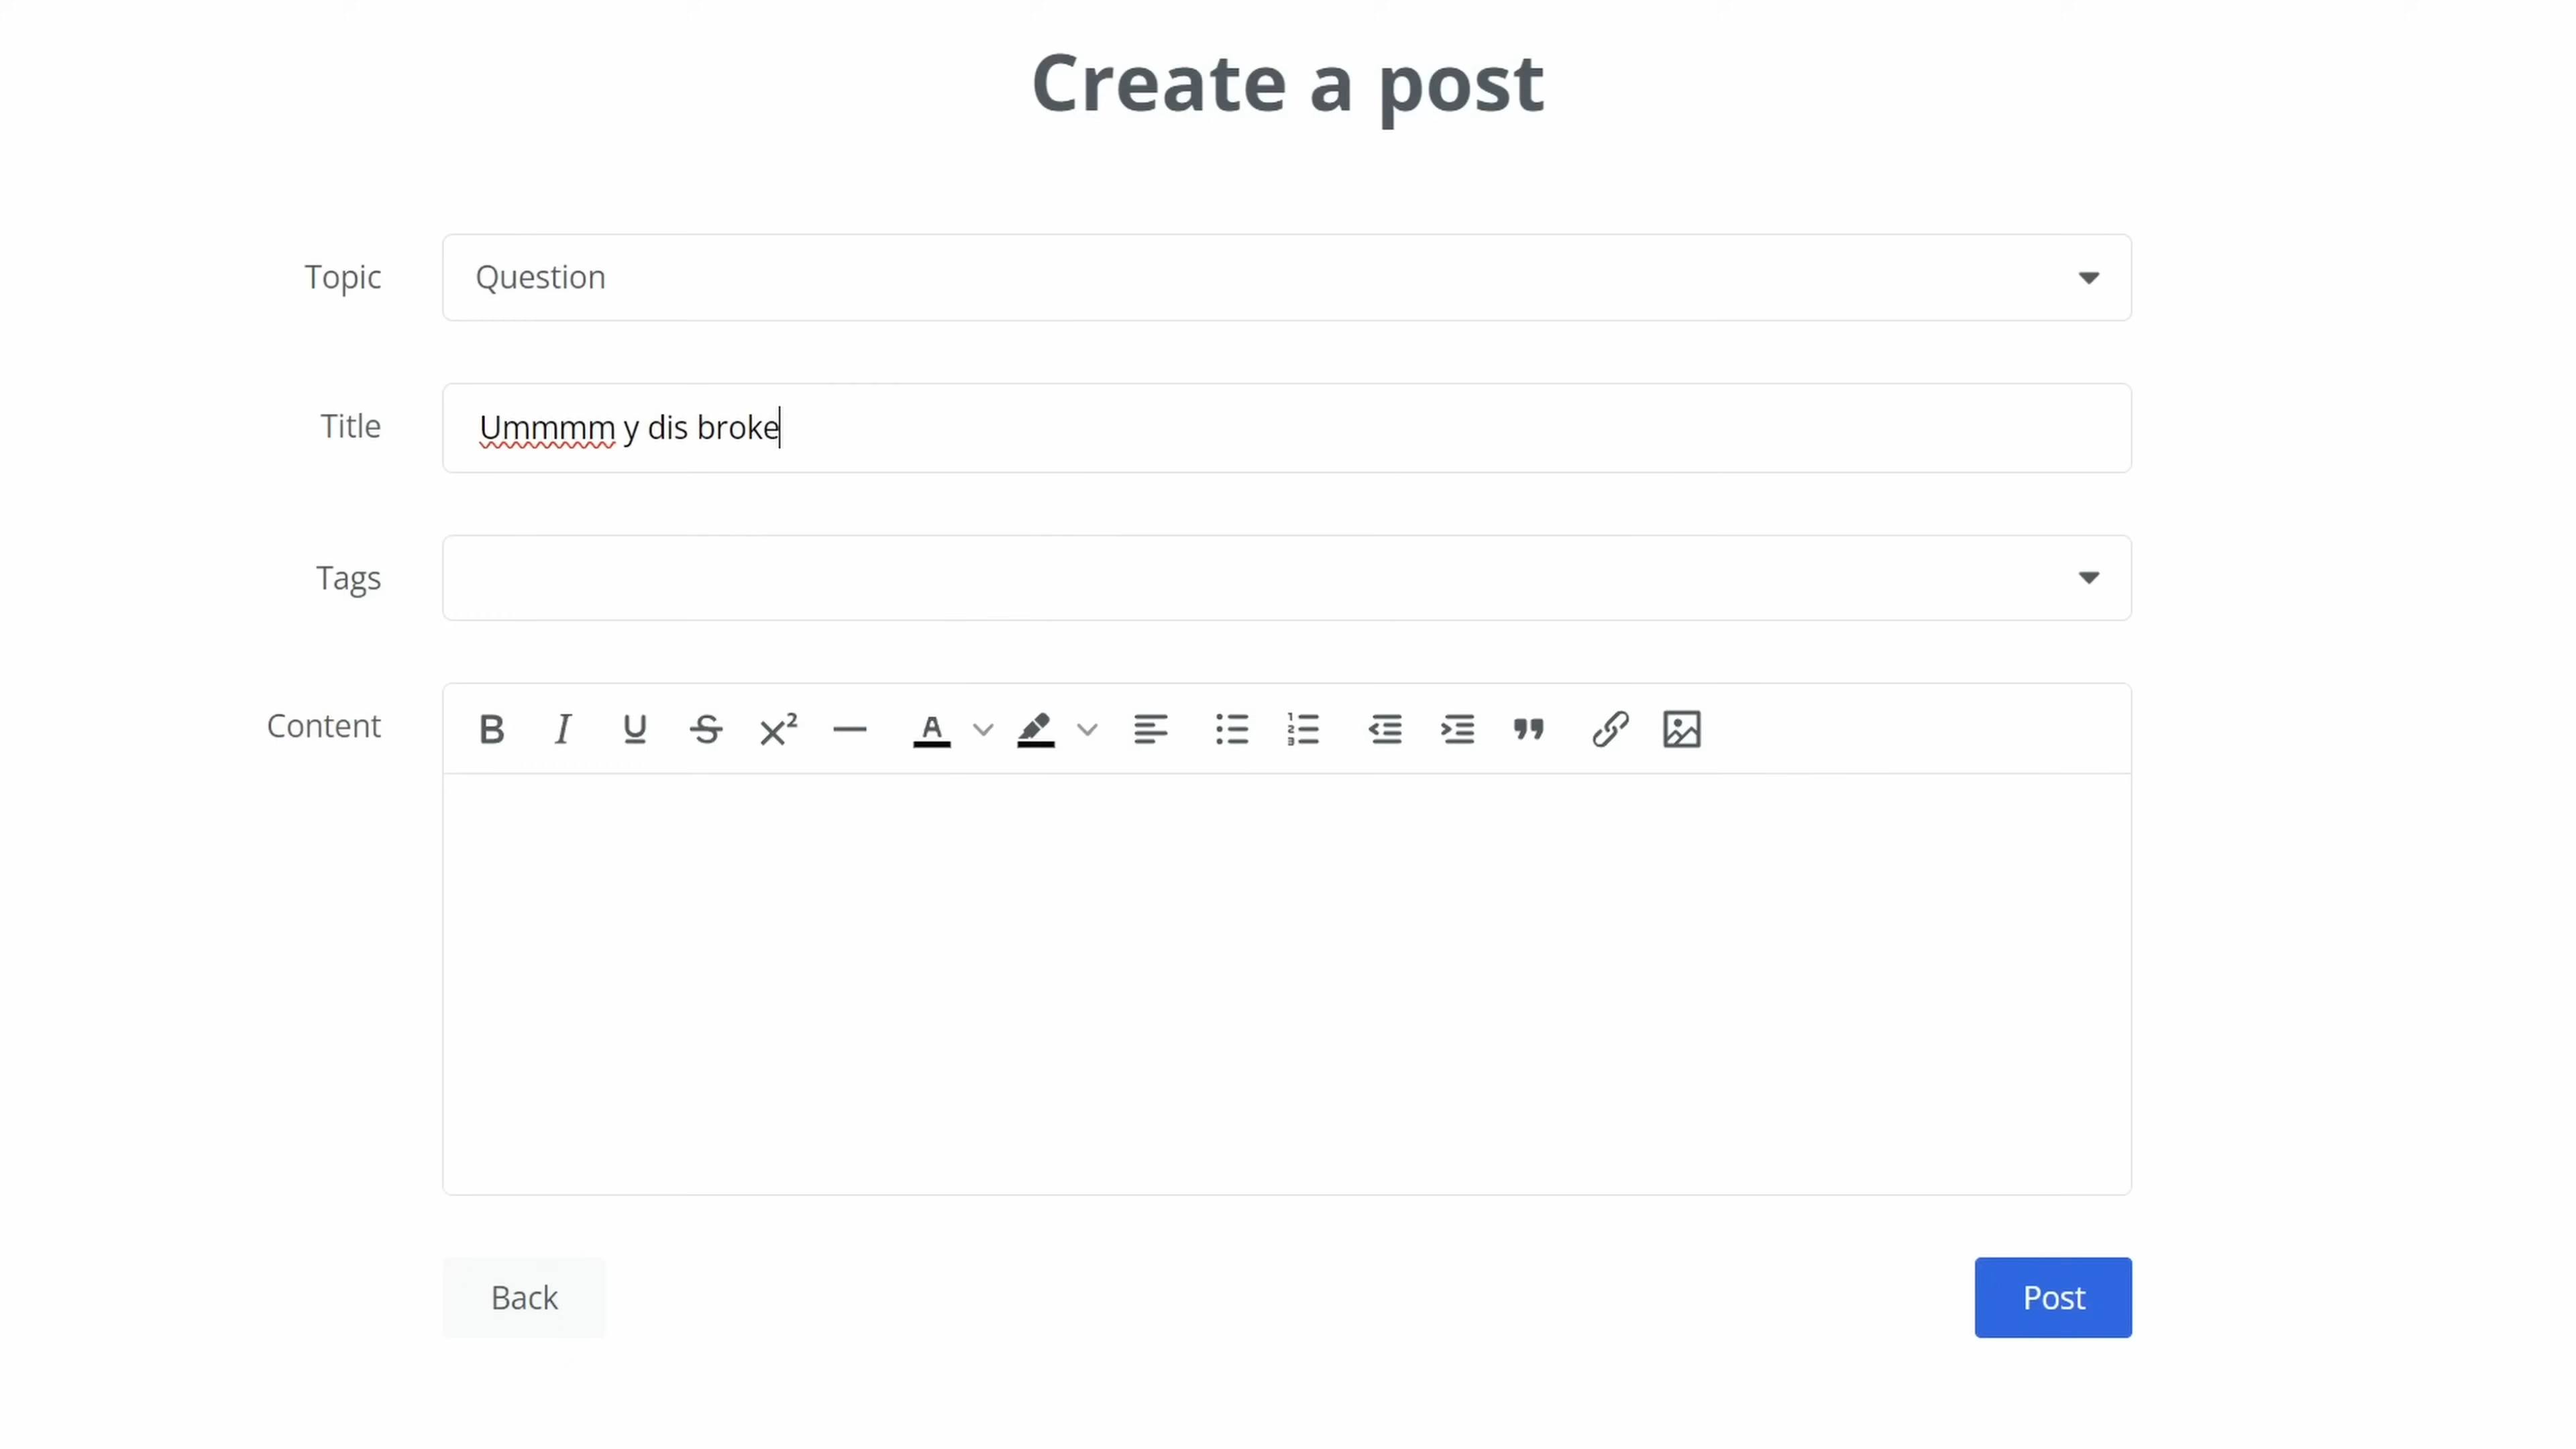 Create a post
Topic
Question
Title
Ummmm y dis broke
Tags
Content
Back
Post